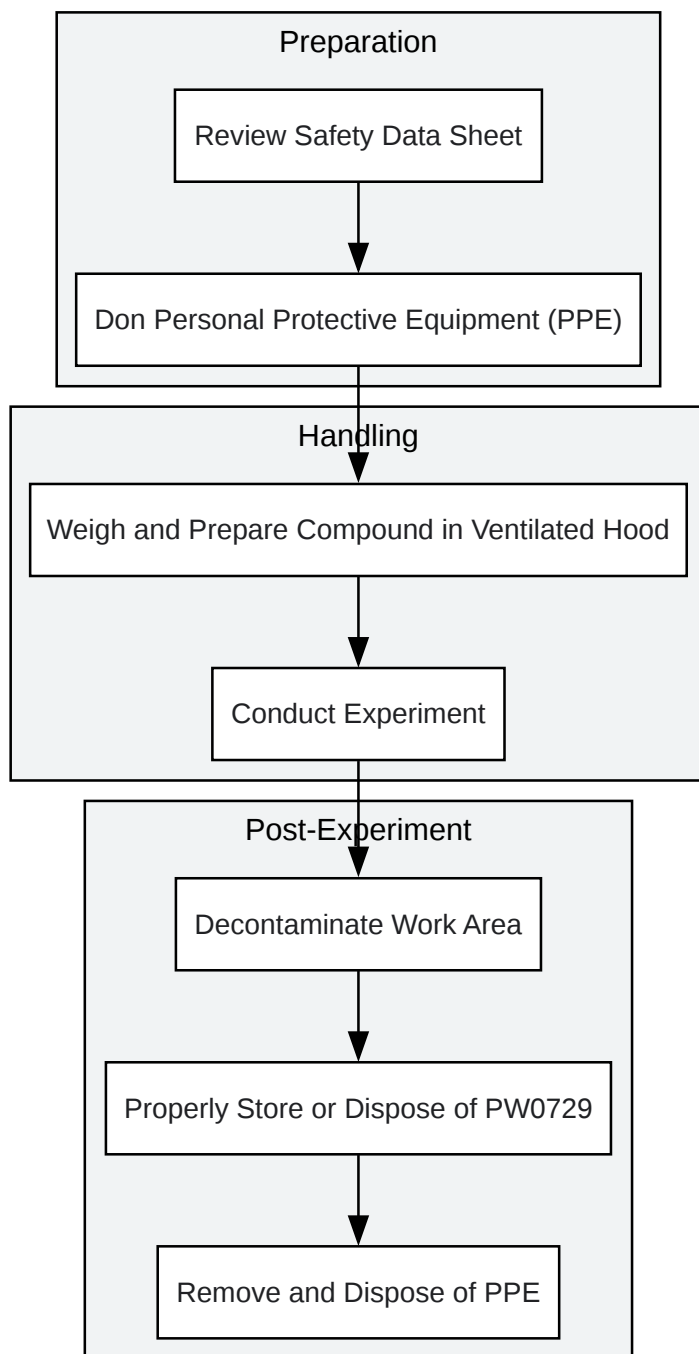 Preparation
Review Safety Data Sheet
Don Personal Protective Equipment (PPE)
Handling
Weigh and Prepare Compound in Ventilated Hood
Conduct Experiment
Post-Experiment
Decontaminate Work Area
Properly Store or Dispose of PW0729
Remove and Dispose of PPE